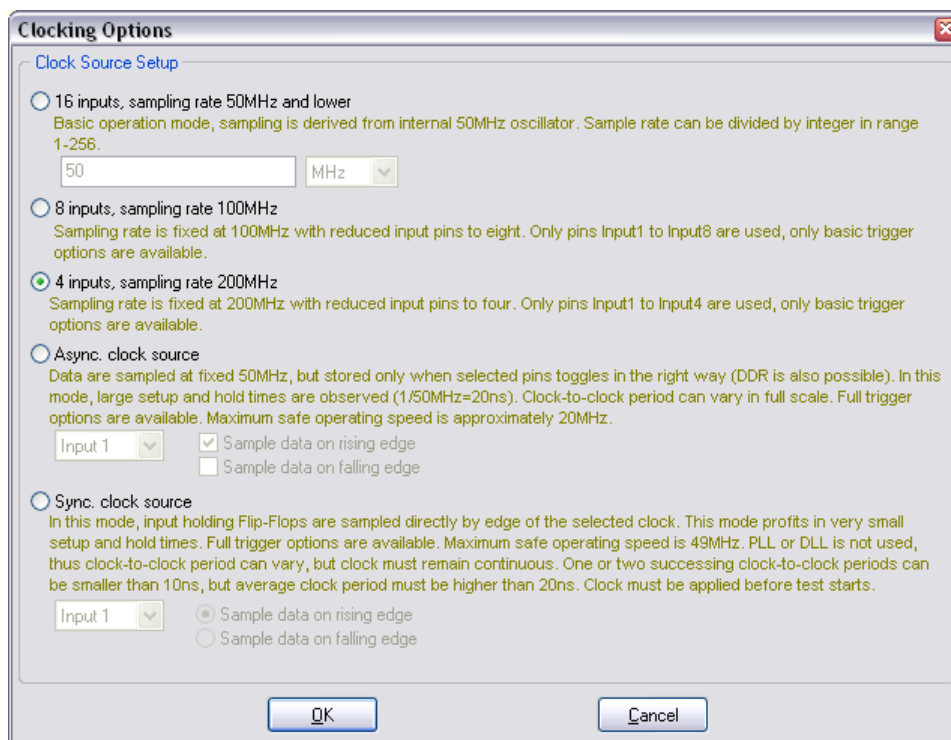 Clocking Options
Clock Source Setup
16 inputs, sampling rate 50MHz and lower
Basic operation mode, sampling is derived from internal 50MHz oscillator. Sample rate can be divided by integer in range
1-256.
50 MHz
8 inputs, sampling rate 100MHz
Sampling rate is fixed at 100MHz with reduced input pins to eight. Only pins Input1 to Input8 are used, only basic trigger
options are available.
4 inputs, sampling rate 200MHz
Sampling rate is fixed at 200MHz with reduced input pins to four. Only pins Input1 to Input4 are used, only basic trigger
options are available.
Async. clock source
Data are sampled at fixed 50MHz, but stored only when selected pins toggles in the right way (DDR is also possible). In this
mode, large setup and hold times are observed (1/50MHz=20ns). Clock-to-clock period can vary in full scale. Full trigger
options are available. Maximum safe operating speed is approximately 20MHz.
Input 1 Sample data on rising edge
Sample data on falling edge
Sync. clock source
In this mode, input holding Flip-Flops are sampled directly by edge of the selected clock. This mode profits in very small
setup and hold times. Full trigger options are available. Maximum safe operating speed is 49MHz. PLL or DLL is not used,
thus clock-to-clock period can vary, but clock must remain continuous. One or two successing clock-to-clock periods can
be smaller than 10ns, but average clock period must be higher than 20ns. Clock must be applied before test starts.
Input 1 Sample data on rising edge
Sample data on falling edge
OK Cancel